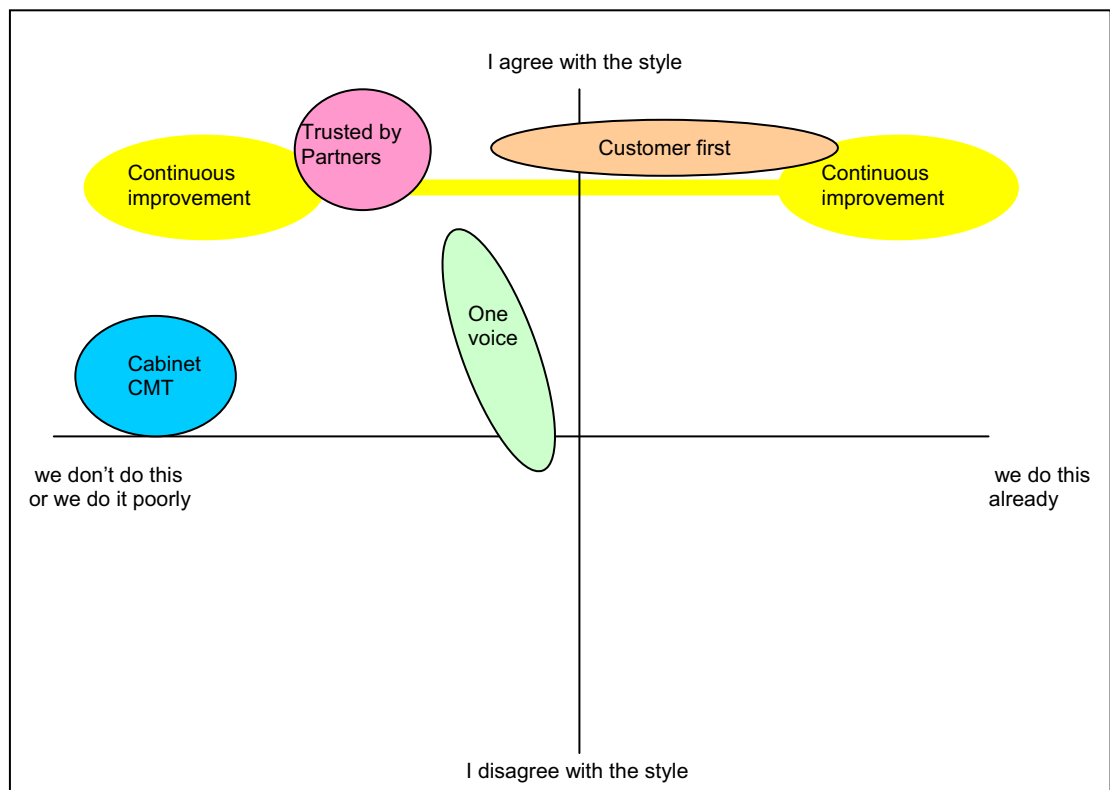 I agree with the style
Trusted by
Partners
Customer first
Continuous
improvement
Continuous
improvement
One
voice
Cabinet
CMT
we don’t do this
or we do it poorly
we do this
already
I disagree with the style